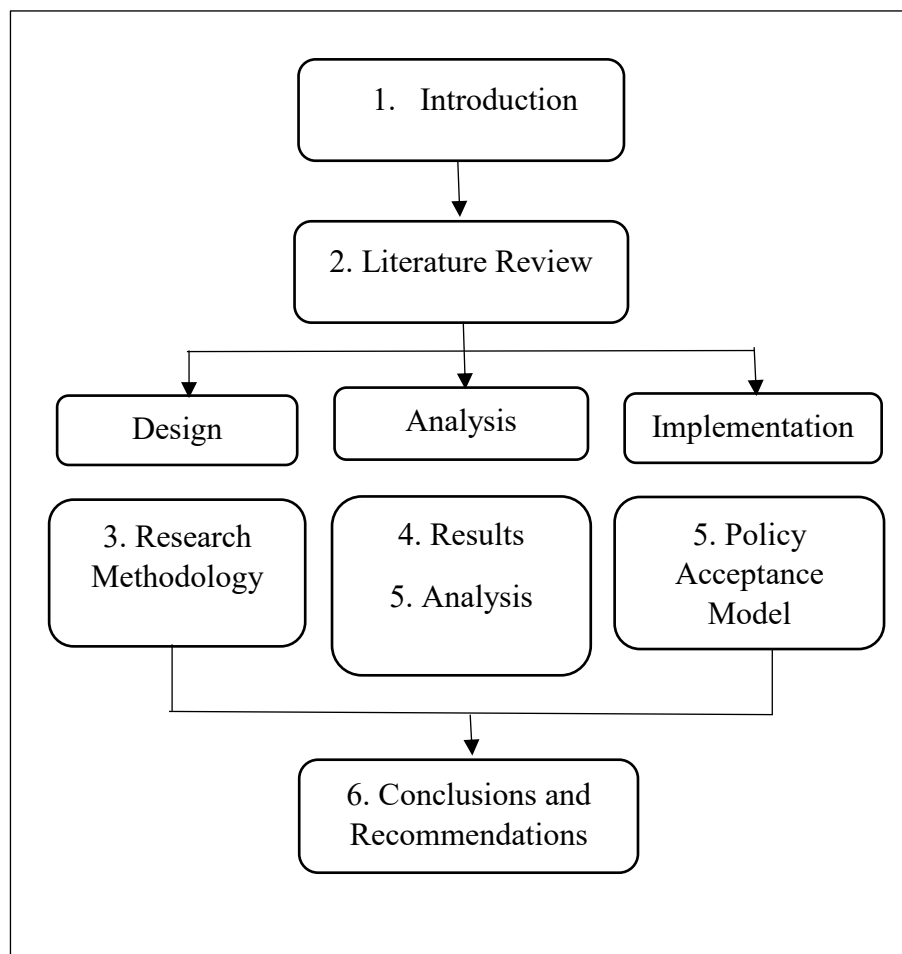 1. Introduction
2. Literature Review
Design
Analysis
Implementation
3. Research
Methodology
4. Results
5. Analysis
5. Policy
Acceptance
Model
6. Conclusions and
Recommendations